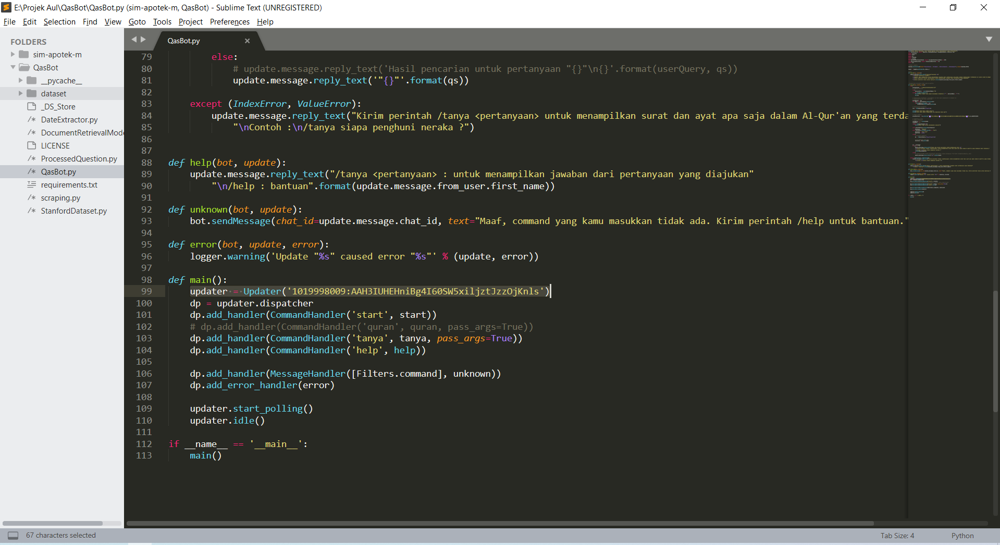 E:\Projek Aul\QasBot\QasBot.py (sim-apotek-m, QasBot) - Sublime Text (UNREGISTERED)
File Edit Selection Find View Goto Tools Project Preferences Help
FOLDERS
sim-apotek-m
QasBot
__pycache__
dataset
_DS_Store
/* DateExtractor.py
/* DocumentRetrievalMode
LICENSE
/* ProcessedQuestion.py
/* QasBot.py
requirements.txt
/* scraping.py
/* StanfordDataset.py
QasBot.py
79 else:
80 # update.message.reply_text('Hasil pencarian untuk pertanyaan "{}"\n{}'.format(userQuery, qs))
81 update.message.reply_text('"{}"'.format(qs))
82
83 except (IndexError, ValueError):
84 update.message.reply_text("Kirim perintah /tanya <pertanyaan> untuk menampilkan surat dan ayat apa saja dalam Al-Qur'an yang terda
85 "\nContoh :\n/tanya siapa penghuni neraka ?")
86
87
88 def help(bot, update):
89 update.message.reply_text("/tanya <pertanyaan> : untuk menampilkan jawaban dari pertanyaan yang diajukan"
90 "\n/help : bantuan".format(update.message.from_user.first_name))
91
92 def unknown(bot, update):
93 bot.sendMessage(chat_id=update.message.chat_id, text="Maaf, command yang kamu masukkan tidak ada. Kirim perintah /help untuk bantuan."
94
95 def error(bot, update, error):
96 logger.warning('Update "%s" caused error "%s"' % (update, error))
97
98 def main():
99 updater = Updater('1019998009:AAH3IUHEHniBg4I60SW5xiljztJzzOjKnls')
100 dp = updater.dispatcher
101 dp.add_handler(CommandHandler('start', start))
102 # dp.add_handler(CommandHandler('quran', quran, pass_args=True))
103 dp.add_handler(CommandHandler('tanya', tanya, pass_args=True))
104 dp.add_handler(CommandHandler('help', help))
105
106 dp.add_handler(MessageHandler([Filters.command], unknown))
107 dp.add_error_handler(error)
108
109 updater.start_polling()
110 updater.idle()
111
112 if __name__ == '__main__':
113 main()
67 characters selected
Tab Size: 4
Python